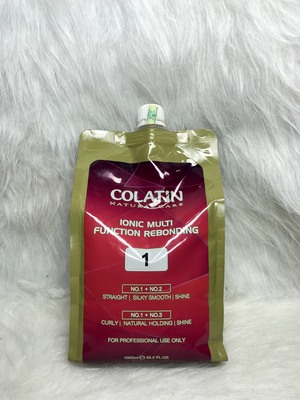 COLATIN
NATURAL CARE
IONIC MULTI
FUNCTION REBONDING
1
NO.1 + NO.2
STRAIGHT | SILKY SMOOTH | SHINE
NO.1 + NO.3
CURLY | NATURAL HOLDING | SHINE
FOR PROFESSIONAL USE ONLY